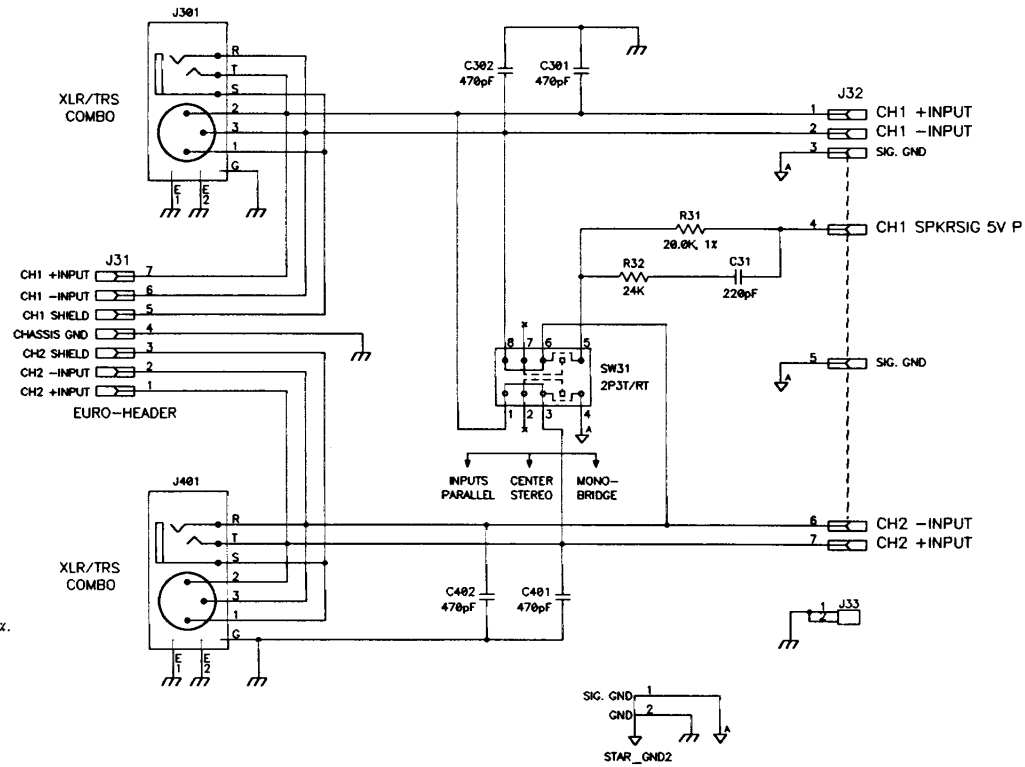 J301
R
T
S
2
3
1
G
E
1
E
2
XLR/TRS
COMBO
C302
470pF
C301
470pF
J32
1 CH1 +INPUT
2 CH1 -INPUT
3 SIG. GND
A
R31
20.0K, 1%
4 CH1 SPKRSIG 5V P
R32
24K
C31
220pF
J31
CH1 +INPUT 7
CH1 -INPUT 6
CH1 SHIELD 5
CHASSIS GND 4
CH2 SHIELD 3
CH2 -INPUT 2
CH2 +INPUT 1
EURO-HEADER
8 7 6 5
SW31
2P3T/RT
1 2 3 4
A
5 SIG. GND
A
INPUTS
PARALLEL
CENTER
STEREO
MONO-
BRIDGE
J401
R
T
S
2
3
1
G
E
1
E
2
XLR/TRS
COMBO
6 CH2 -INPUT
7 CH2 +INPUT
C402
470pF
C401
470pF
1
2
J33
%.
SIG. GND 1
GND 2
A
STAR_GND2